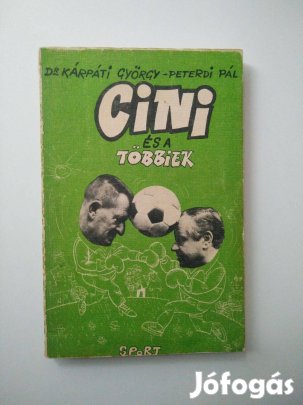 DR KÁRPÁTI GYÖRGY-PETERDI PÁL
CINI
ÉS A
TÖBBIEK
SPORT
Jófogás